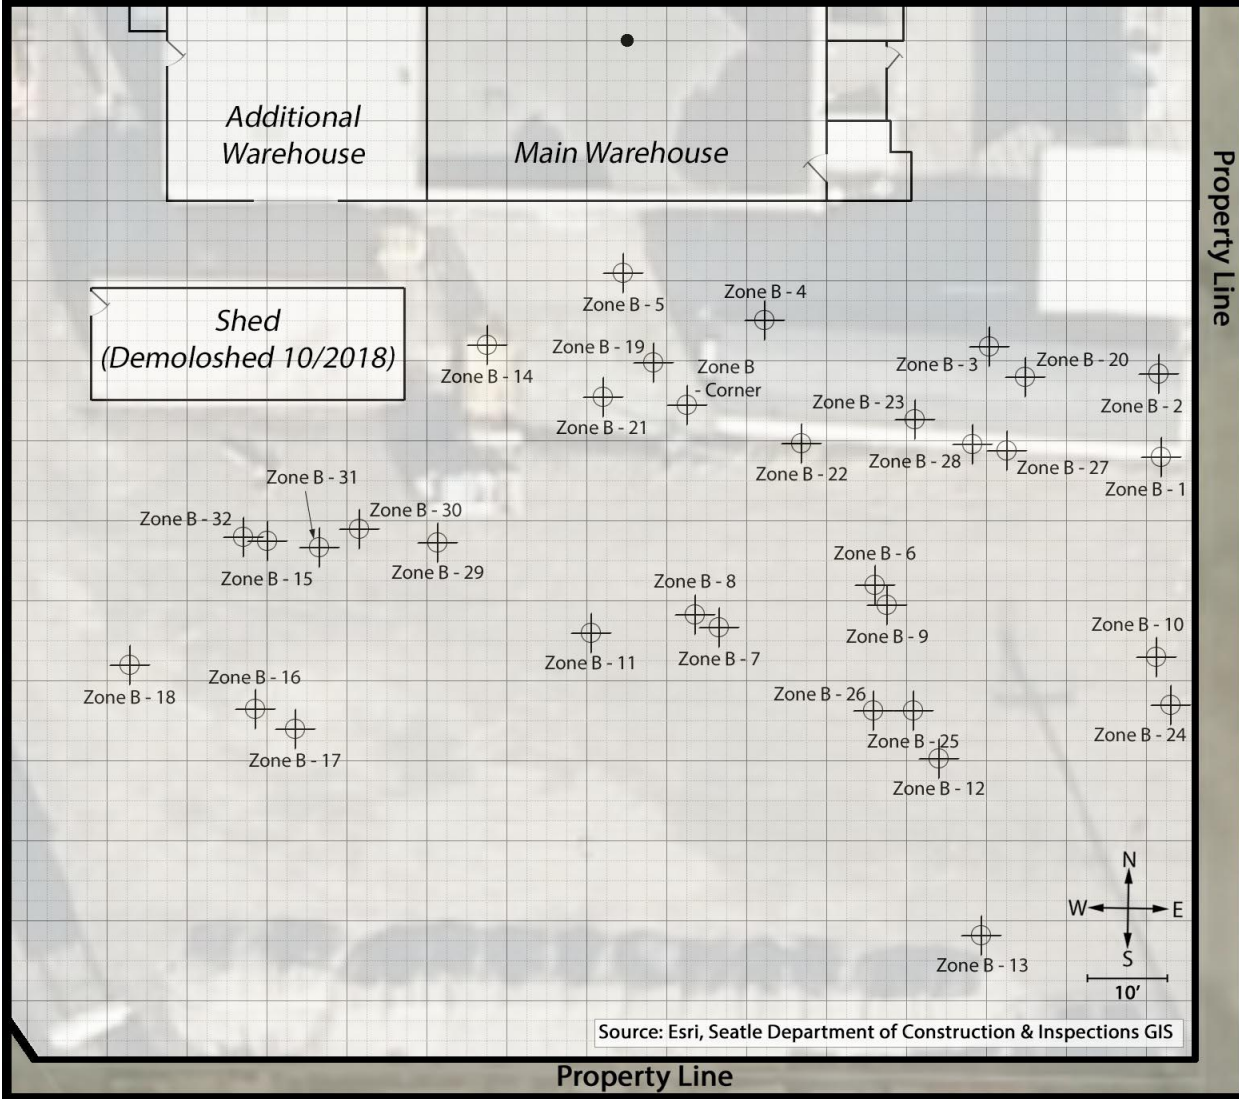 Additional
Warehouse
Main Warehouse
Property Line
Zone B - 5
Zone B - 4
Shed
(Demoloshed 10/2018)
Zone B - 19
Zone B
- Corner
Zone B - 3
Zone B - 20
Zone B - 14
Zone B - 23
Zone B - 2
Zone B - 21
Zone B - 22
Zone B - 28
Zone B - 27
Zone B - 1
Zone B - 31
Zone B - 32
Zone B - 30
Zone B - 15
Zone B - 29
Zone B - 6
Zone B - 8
Zone B - 9
Zone B - 10
Zone B - 11
Zone B - 7
Zone B - 18
Zone B - 16
Zone B - 26
Zone B - 24
Zone B - 25
Zone B - 17
Zone B - 12
N
W E
S
Zone B - 13
10'
Source: Esri, Seatle Department of Construction & Inspections GIS
Property Line